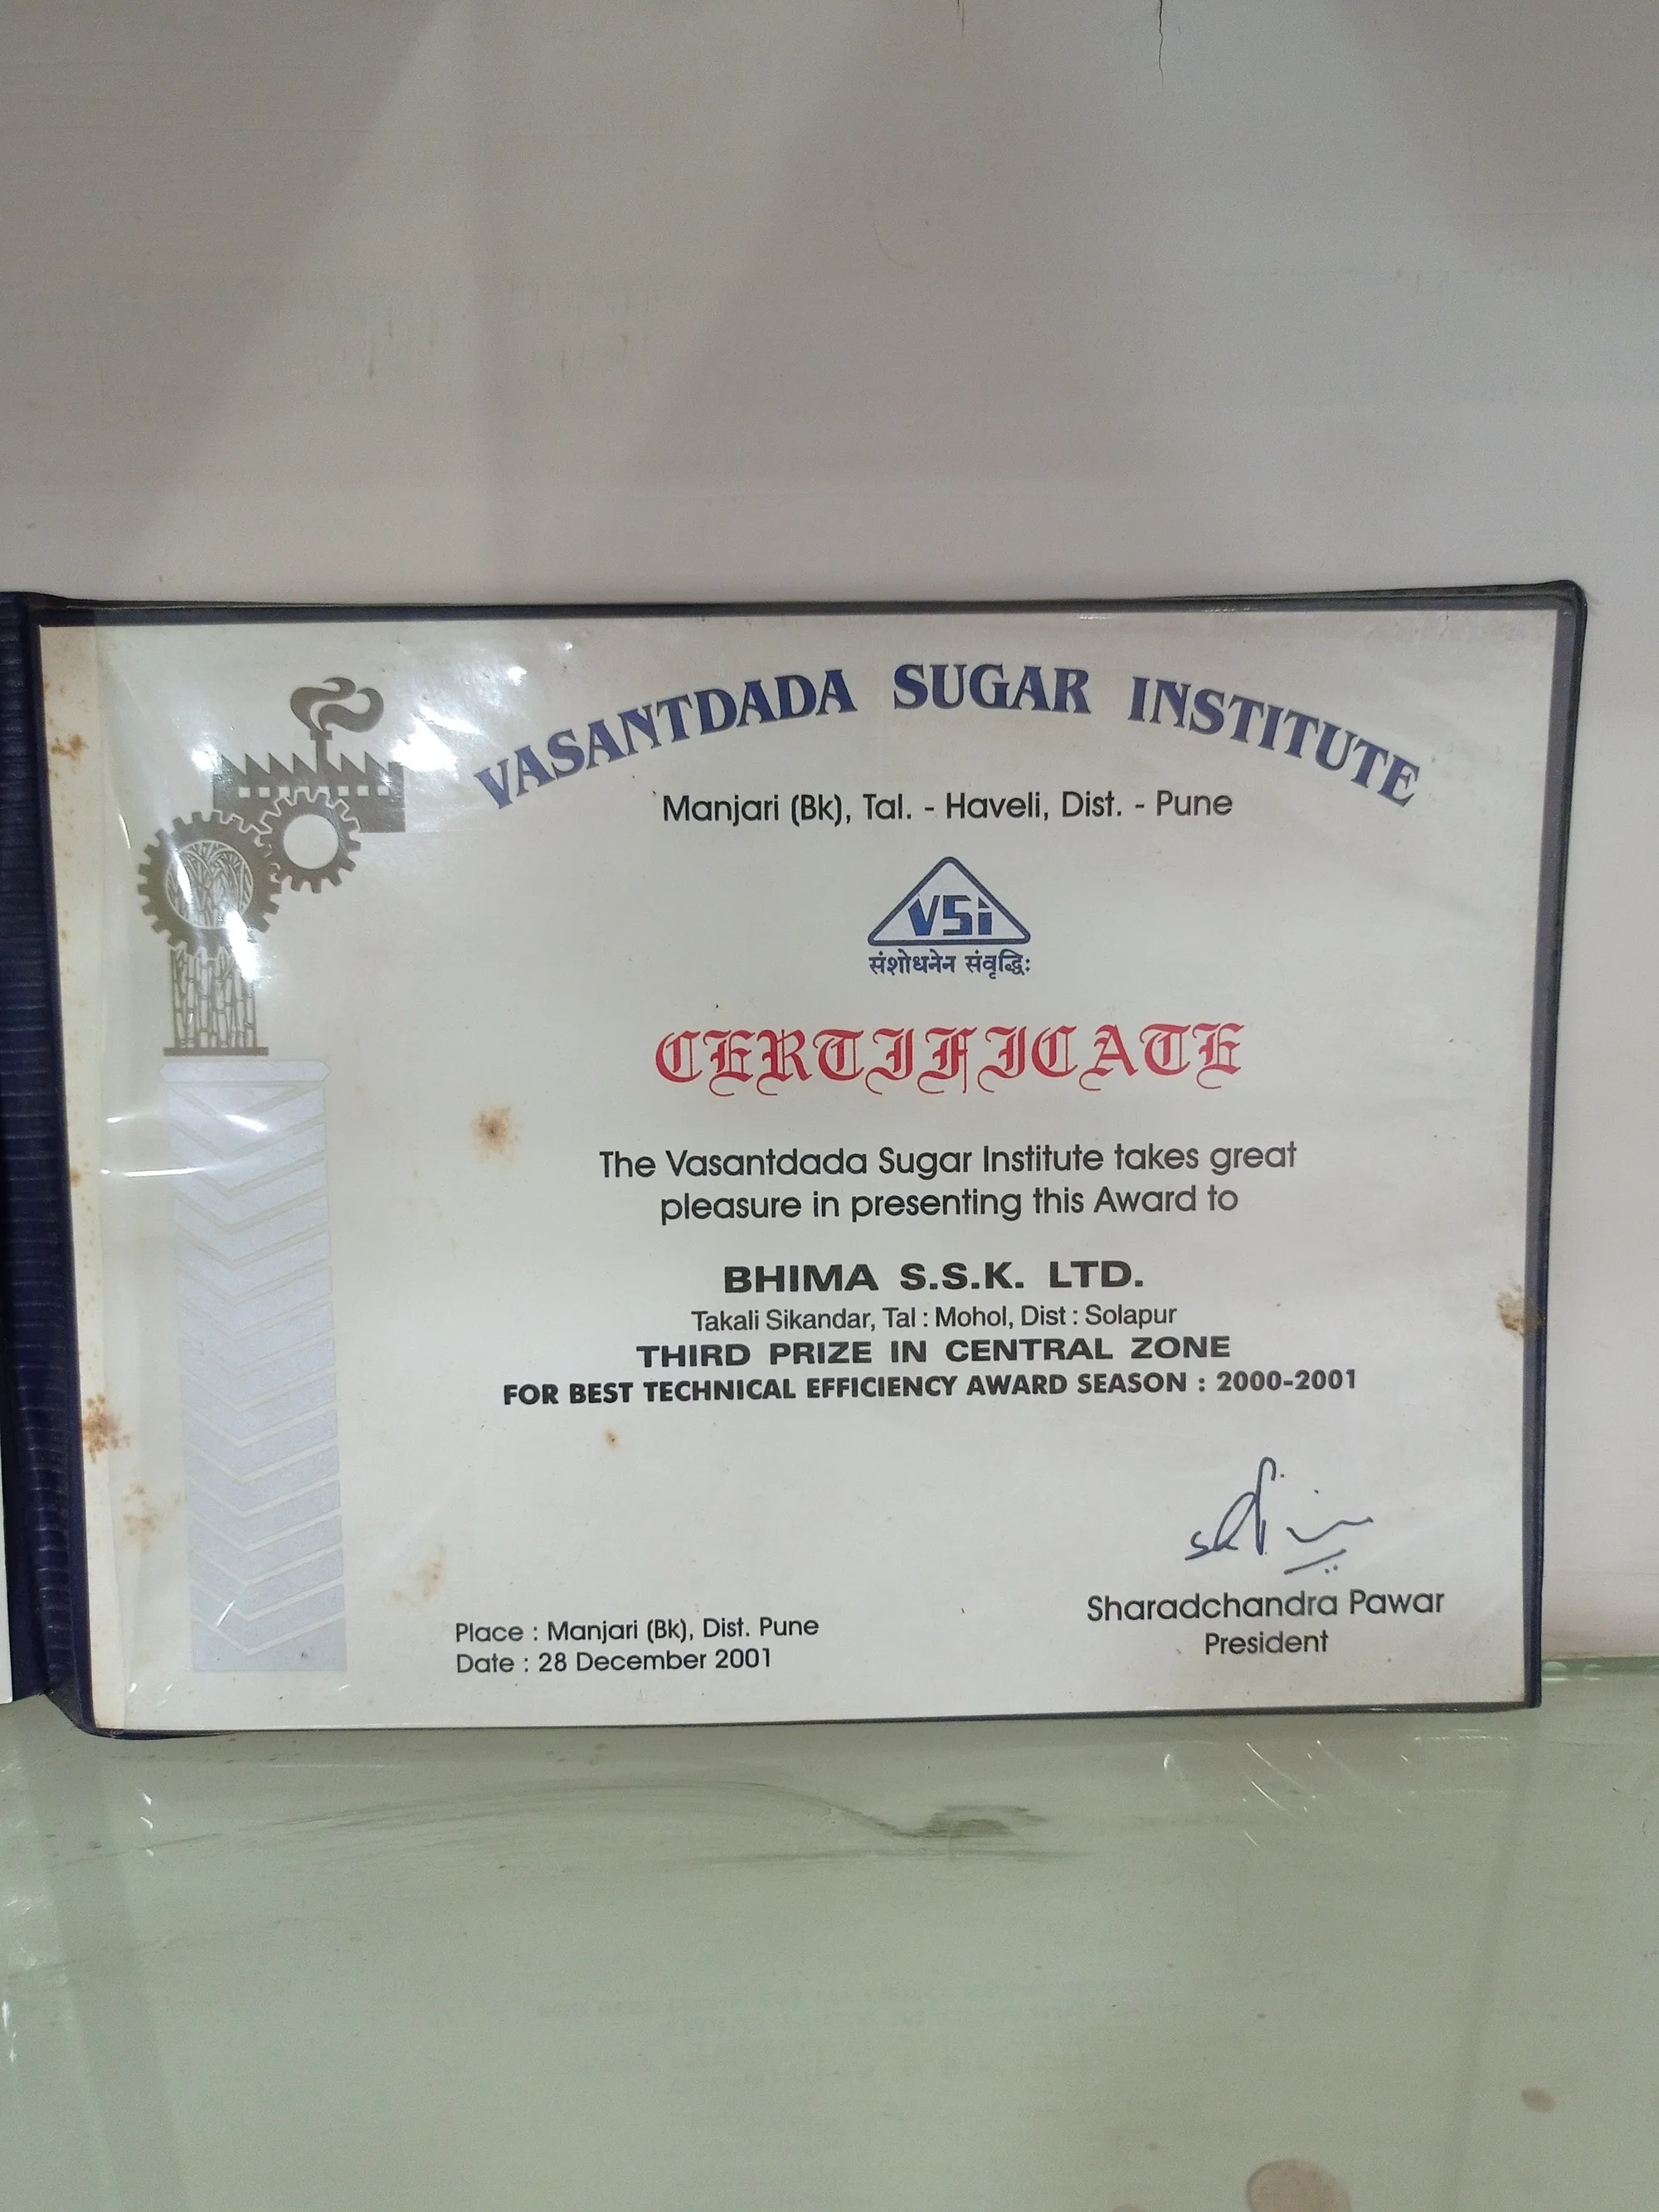 VASANTDADA SUGAR INSTITUTE
Manjari (Bk), Tal. - Haveli, Dist. - Pune
VSi
संशोधनेन संवृद्धिः
CERTIFICATE
The Vasantdada Sugar Institute takes great
pleasure in presenting this Award to
BHIMA S.S.K. LTD.
Takali Sikandar, Tal : Mohol, Dist : Solapur
THIRD PRIZE IN CENTRAL ZONE
FOR BEST TECHNICAL EFFICIENCY AWARD SEASON : 2000-2001
Place : Manjari (Bk), Dist. Pune
Date : 28 December 2001
Sharadchandra Pawar
President